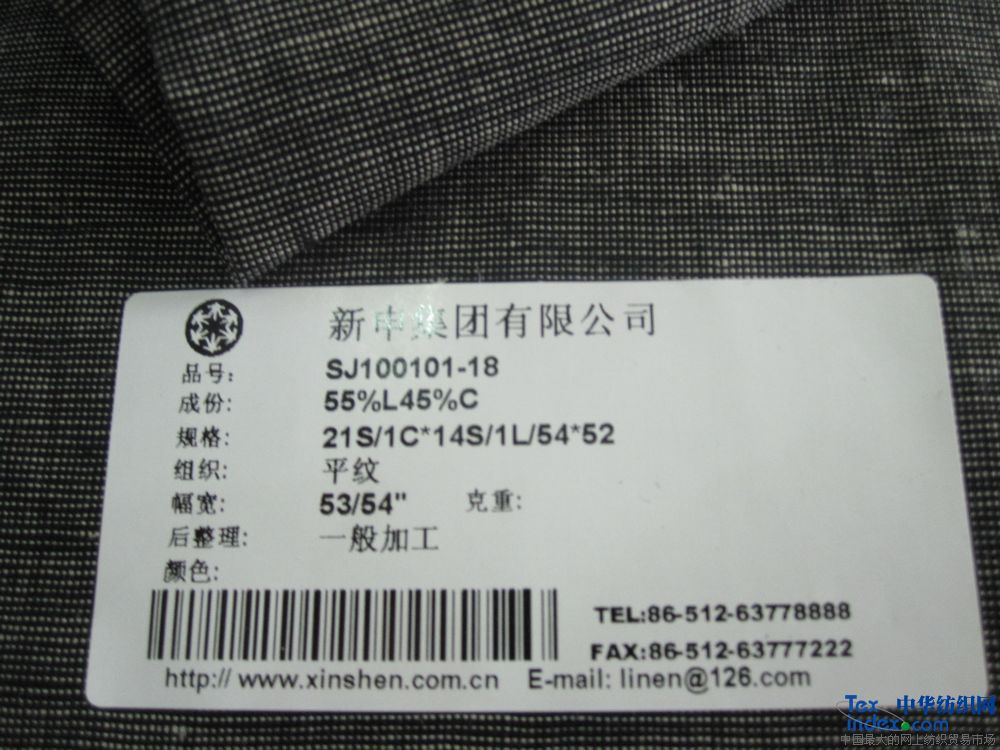 新申集团有限公司
品号: SJ100101-18
成份: 55%L45%C
规格: 21S/1C*14S/1L/54*52
组织: 平纹
幅宽: 53/54" 克重:
后整理: 一般加工
颜色:
TEL:86-512-63778888
FAX:86-512-63777222
http:// www.xinshen.com.cn E-mail: linen@126.com
Tex 中华纺织网
index.com
中国最大的网上纺织贸易市场